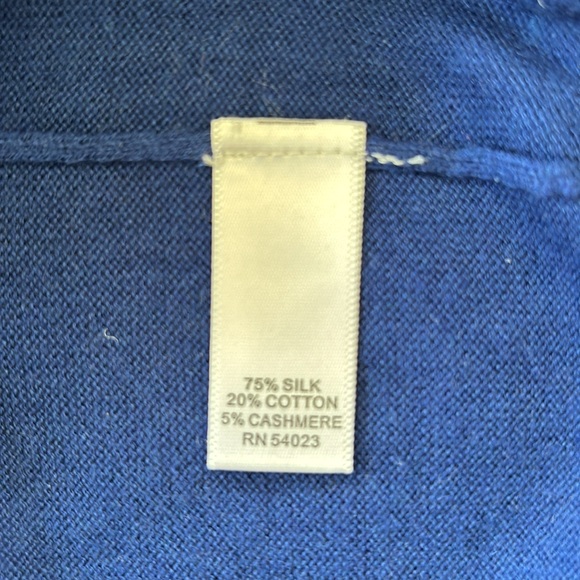 75% SILK
20% COTTON
5% CASHMERE
RN 54023